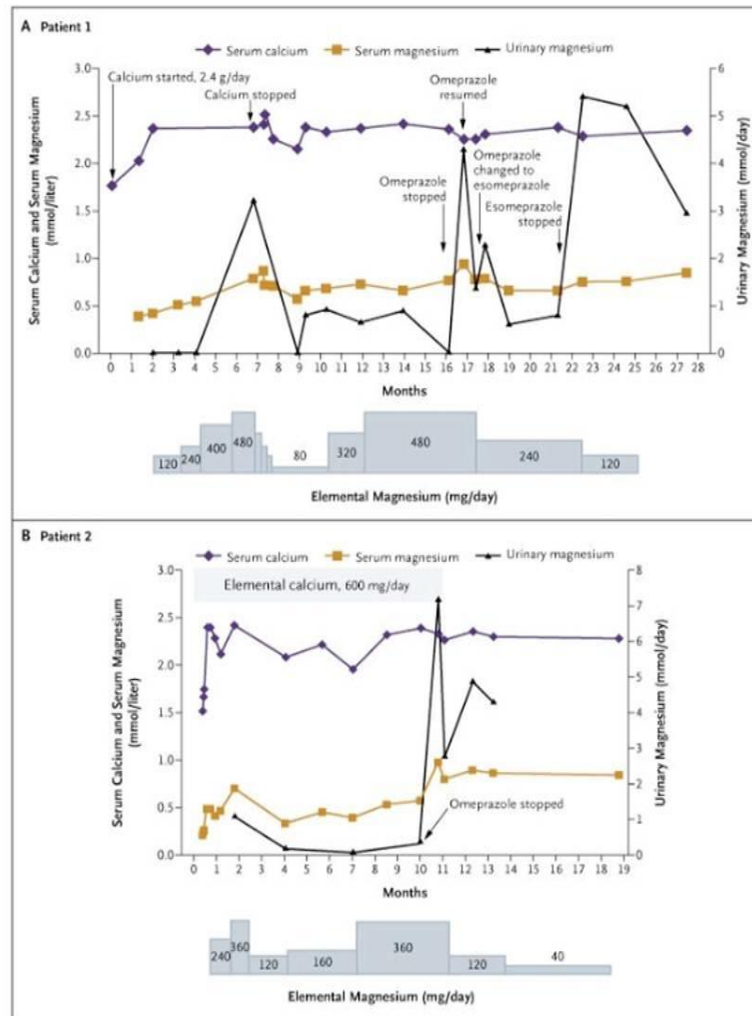 A Patient 1
Serum calcium Serum magnesium Urinary magnesium
3.0
2.5
2.0
1.5
1.0
0.5
0.0
Serum Calcium and Serum Magnesium
(mmol/liter)
Calcium started, 2.4 g/day
Calcium stopped
Omeprazole
resumed
Omeprazole
stopped
Omeprazole
changed to
esomeprazole
Esomeprazole
stopped
6
5
4
3
2
1
0
Urinary Magnesium (mmol/day)
0 1 2 3 4 5 6 7 8 9 10 11 12 13 14 15 16 17 18 19 20 21 22 23 24 25 26 27 28
Months
120 240 400 480 80 320 480 240 120
Elemental Magnesium (mg/day)
B Patient 2
Serum calcium Serum magnesium Urinary magnesium
3.0
2.5
2.0
1.5
1.0
0.5
0.0
Serum Calcium and Serum Magnesium
(mmol/liter)
Elemental calcium, 600 mg/day
Omeprazole stopped
8
7
6
5
4
3
2
1
0
Urinary Magnesium (mmol/day)
0 1 2 3 4 5 6 7 8 9 10 11 12 13 14 15 16 17 18 19
Months
240 360 120 160 360 120 40
Elemental Magnesium (mg/day)